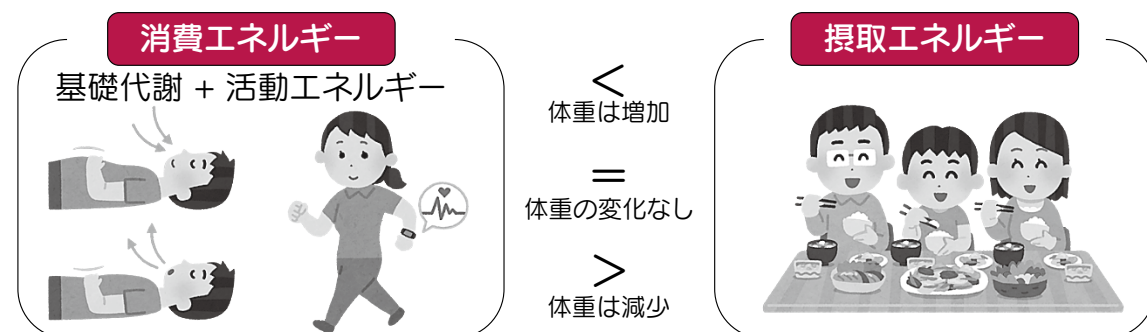 消費エネルギー
基礎代謝 + 活動エネルギー
<
体重は増加
=
体重の変化なし
>
体重は減少
摂取エネルギー